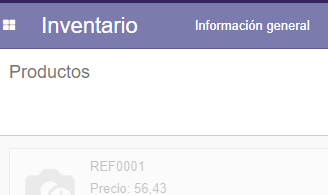 Inventario Información general
Productos
REF0001
Precio: 56,43